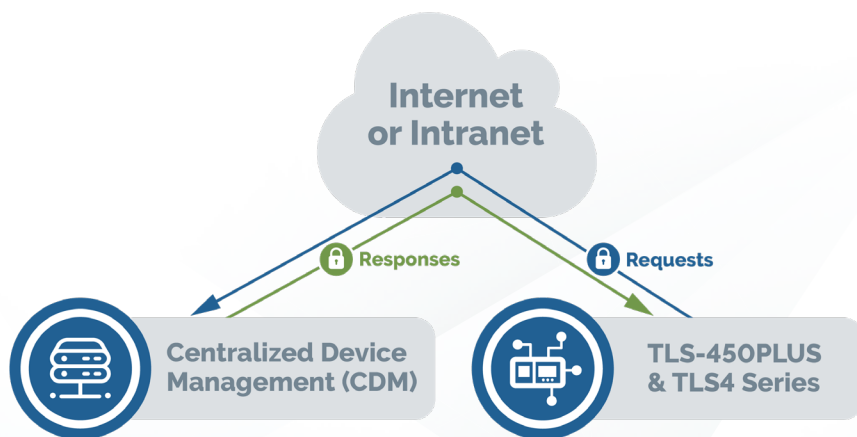 Internet
or Intranet
Responses
Requests
Centralized Device
Management (CDM)
TLS-450PLUS
& TLS4 Series